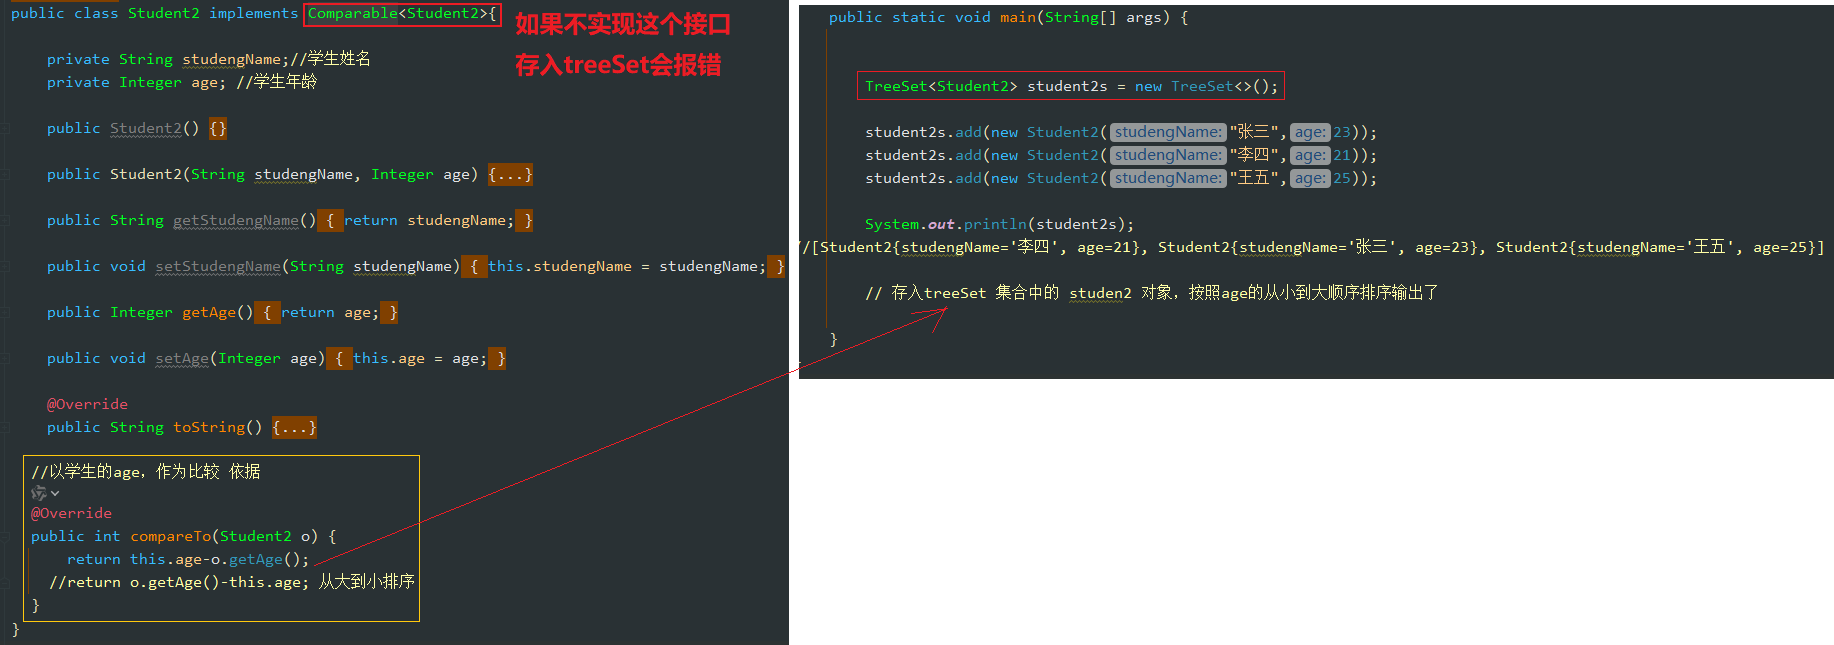 public class Student2 implements Comparable<Student2>{
如果不实现这个接口
存入treeSet会报错
private String studengName;//学生姓名
private Integer age; //学生年龄
public Student2() {}
public Student2(String studengName, Integer age) {...}
public String getStudengName() { return studengName; }
public void setStudengName(String studengName) { this.studengName = studengName; }
public Integer getAge() { return age; }
public void setAge(Integer age) { this.age = age; }
@Override
public String toString() {...}
//以学生的age，作为比较 依据
@Override
public int compareTo(Student2 o) {
return this.age-o.getAge();
//return o.getAge()-this.age; 从大到小排序
}
}
public static void main(String[] args) {
TreeSet<Student2> student2s = new TreeSet<>();
student2s.add(new Student2( studengName: "张三", age: 23));
student2s.add(new Student2( studengName: "李四", age: 21));
student2s.add(new Student2( studengName: "王五", age: 25));
System.out.println(student2s);
//[Student2{studengName='李四', age=21}, Student2{studengName='张三', age=23}, Student2{studengName='王五', age=25}]
// 存入treeSet 集合中的 studen2 对象，按照age的从小到大顺序排序输出了
}